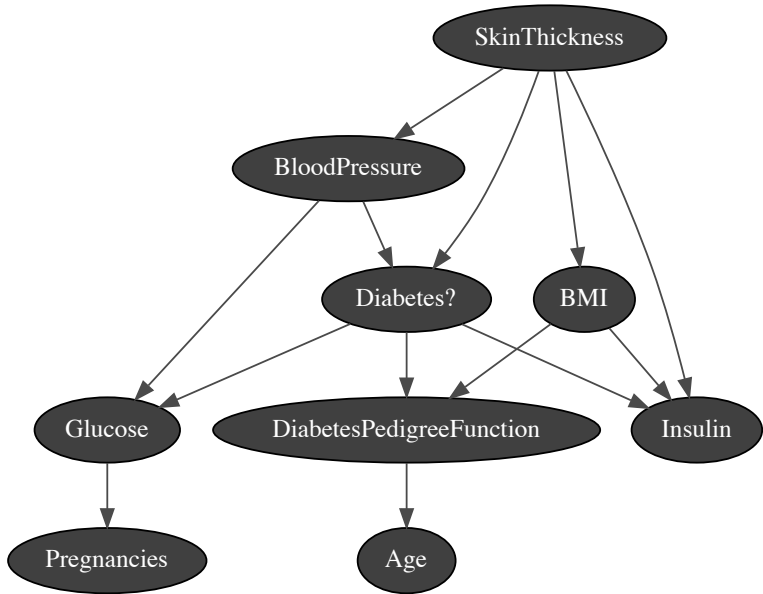 SkinThickness
BloodPressure
Diabetes?
BMI
Glucose
DiabetesPedigreeFunction
Insulin
Pregnancies
Age